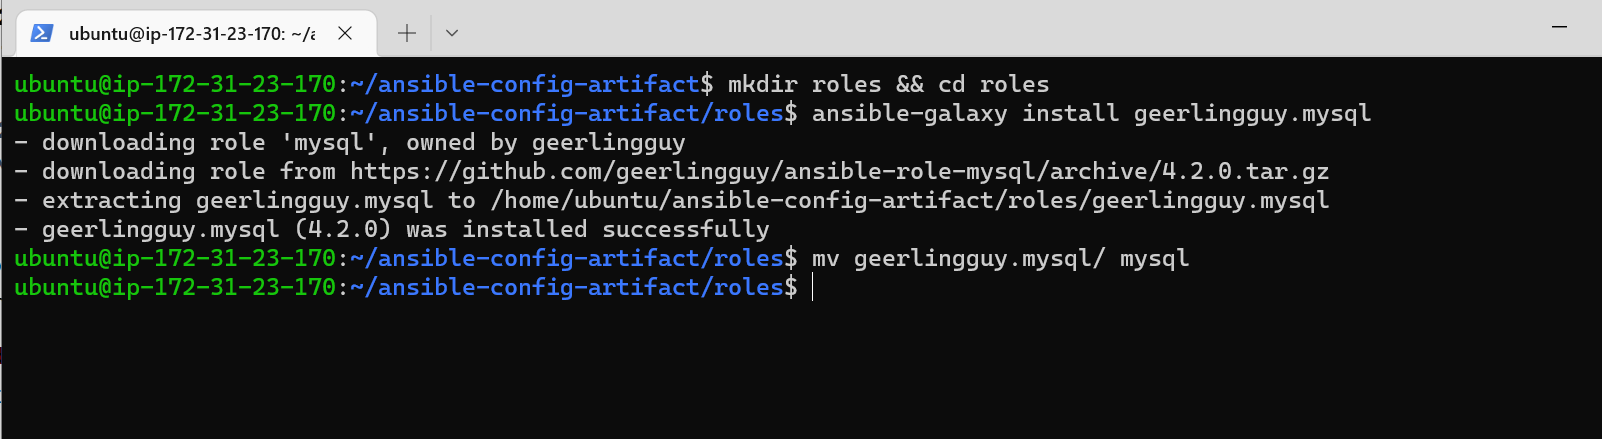 ubuntu@ip-172-31-23-170: ~/a
ubuntu@ip-172-31-23-170:~/ansible-config-artifact$ mkdir roles && cd roles
ubuntu@ip-172-31-23-170:~/ansible-config-artifact/roles$ ansible-galaxy install geerlingguy.mysql
- downloading role 'mysql', owned by geerlingguy
- downloading role from https://github.com/geerlingguy/ansible-role-mysql/archive/4.2.0.tar.gz
- extracting geerlingguy.mysql to /home/ubuntu/ansible-config-artifact/roles/geerlingguy.mysql
- geerlingguy.mysql (4.2.0) was installed successfully
ubuntu@ip-172-31-23-170:~/ansible-config-artifact/roles$ mv geerlingguy.mysql/ mysql
ubuntu@ip-172-31-23-170:~/ansible-config-artifact/roles$